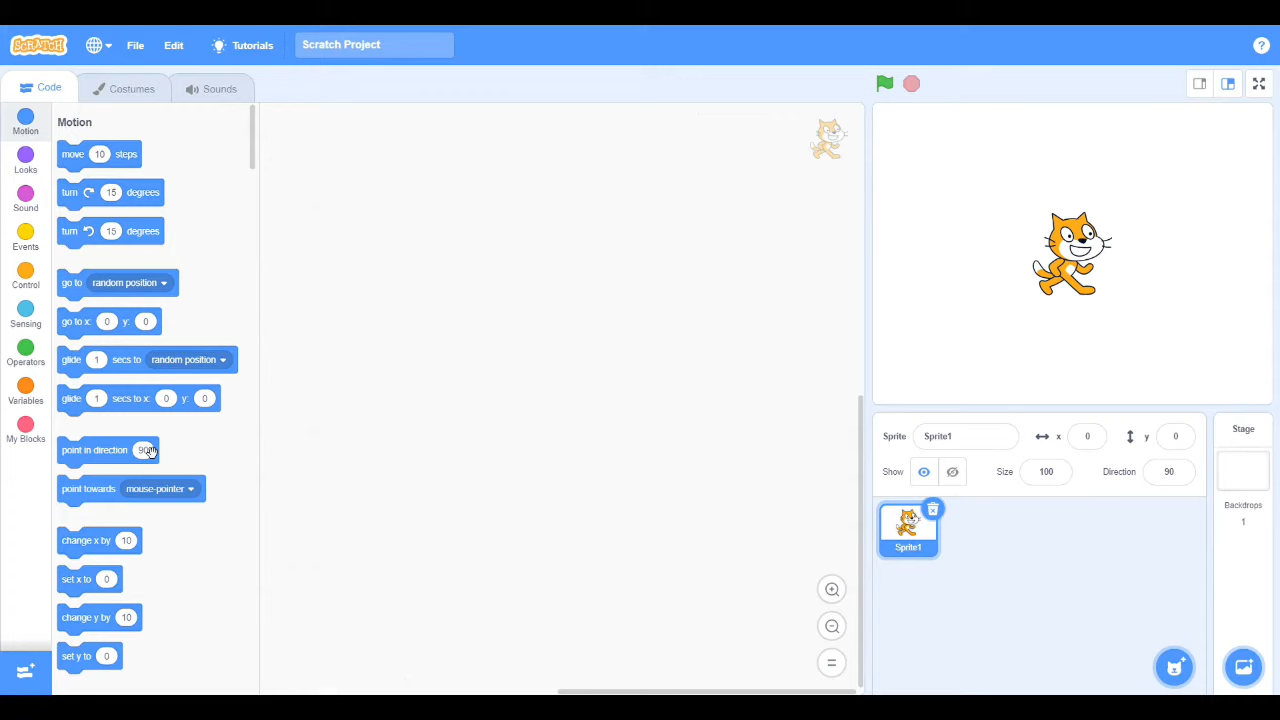 SCRATCH File Edit Tutorials Scratch Project ?
Code Costumes Sounds
Motion
Looks
Sound
Events
Control
Sensing
Operators
Variables
My Blocks
Motion
move 10 steps
turn 15 degrees
turn 15 degrees
go to random position
go to x: 0 y: 0
glide 1 secs to random position
glide 1 secs to x: 0 y: 0
point in direction 90
point towards mouse-pointer
change x by 10
set x to 0
change y by 10
set y to 0
Sprite Sprite1 x 0 y 0
Show Size 100 Direction 90
Sprite1
Stage
Backdrops
1